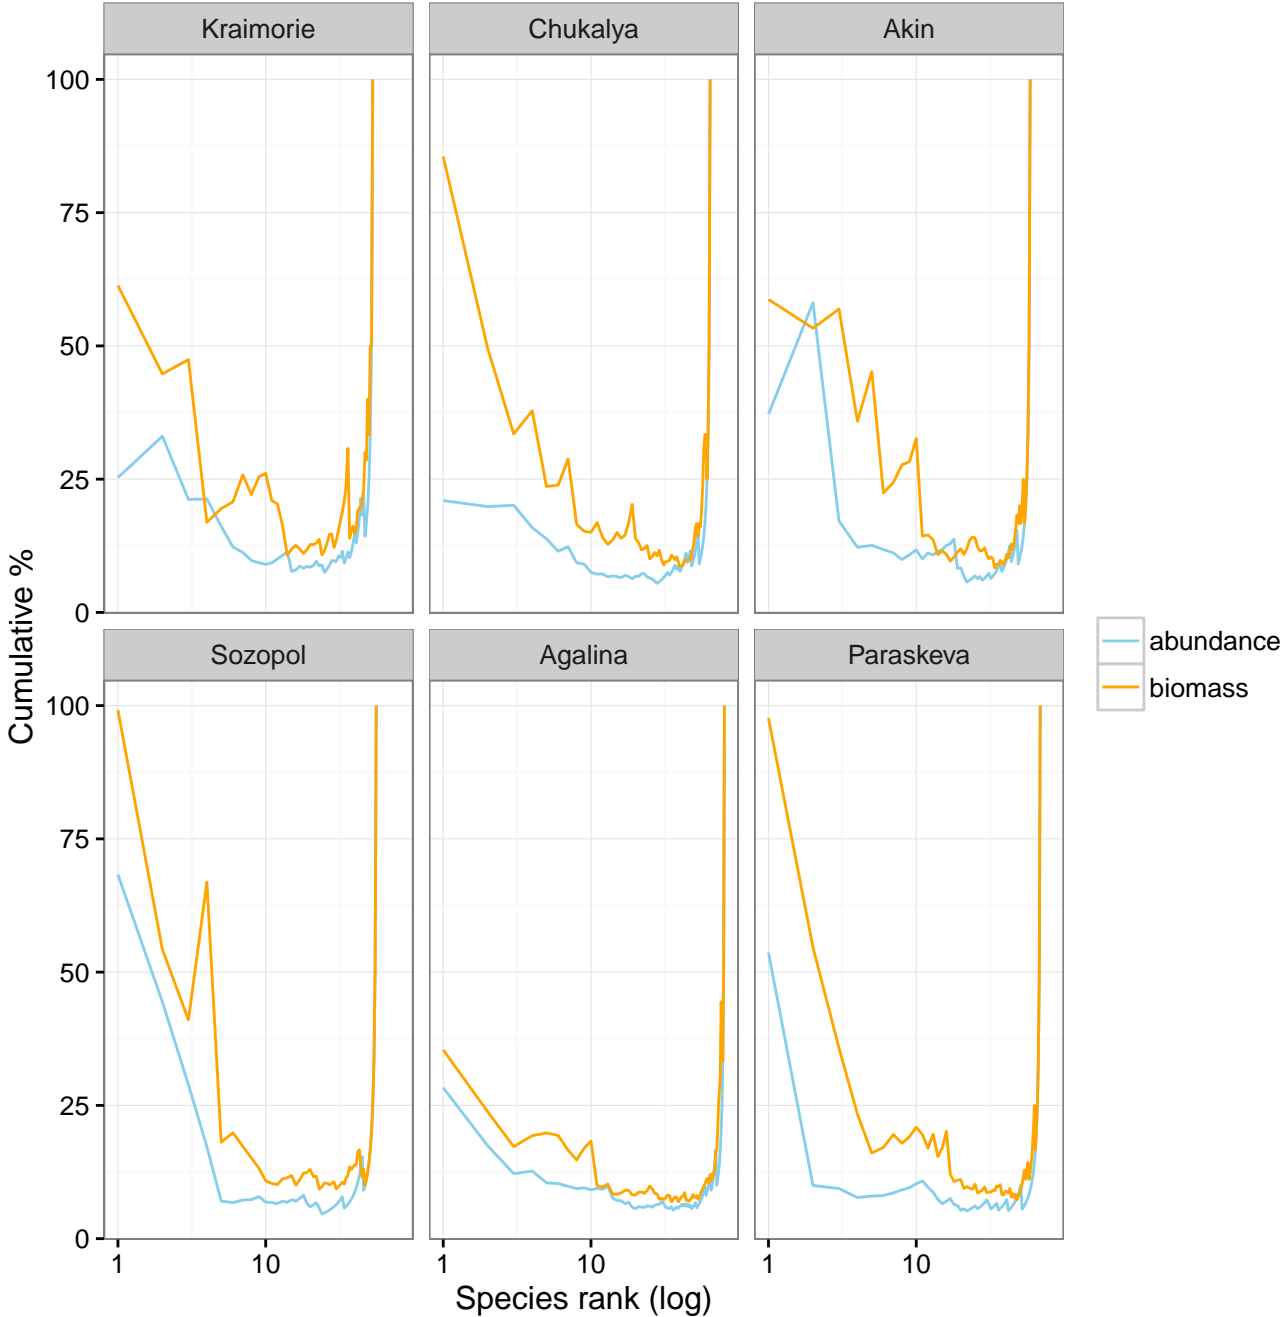 Kraimorie Chukalya Akin
100
75
50
25
0
Sozopol Agalina Paraskeva
100
75
50
25
0
1 10 1 10 1 10
Species rank (log)
Cumulative %
abundance
biomass